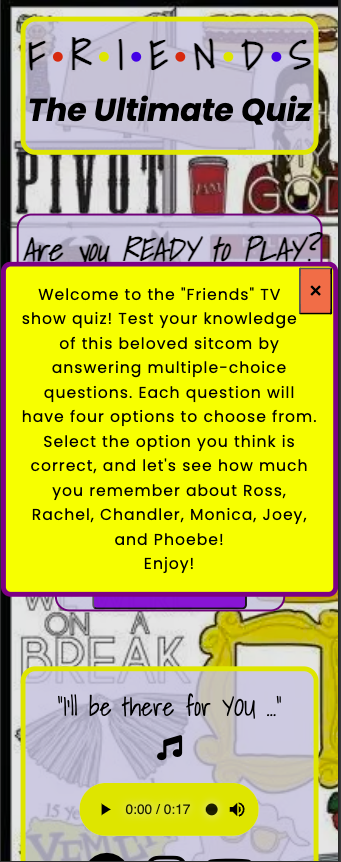 F•R•I•E•N•D•S
The Ultimate Quiz
PIVOT
I AM
OH
MY
GOD
Are you READY to PLAY?
×
Welcome to the "Friends" TV
show quiz! Test your knowledge
of this beloved sitcom by
answering multiple-choice
questions. Each question will
have four options to choose from.
Select the option you think is
correct, and let's see how much
you remember about Ross,
Rachel, Chandler, Monica, Joey,
and Phoebe!
Enjoy!
WE
ON A
BREAK
"I'll be there for YOU ..."
0:00 / 0:17